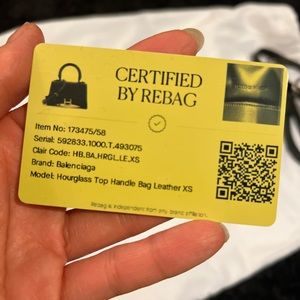 CERTIFIED
BY REBAG
Item No: 173475/58
Serial: 592833.1000.T.493075
Clair Code: HB.BA.HRGL.LE.XS
Brand: Balenciaga
Model: Hourglass Top Handle Bag Leather XS
Rebag is independent from any brand affiliation.